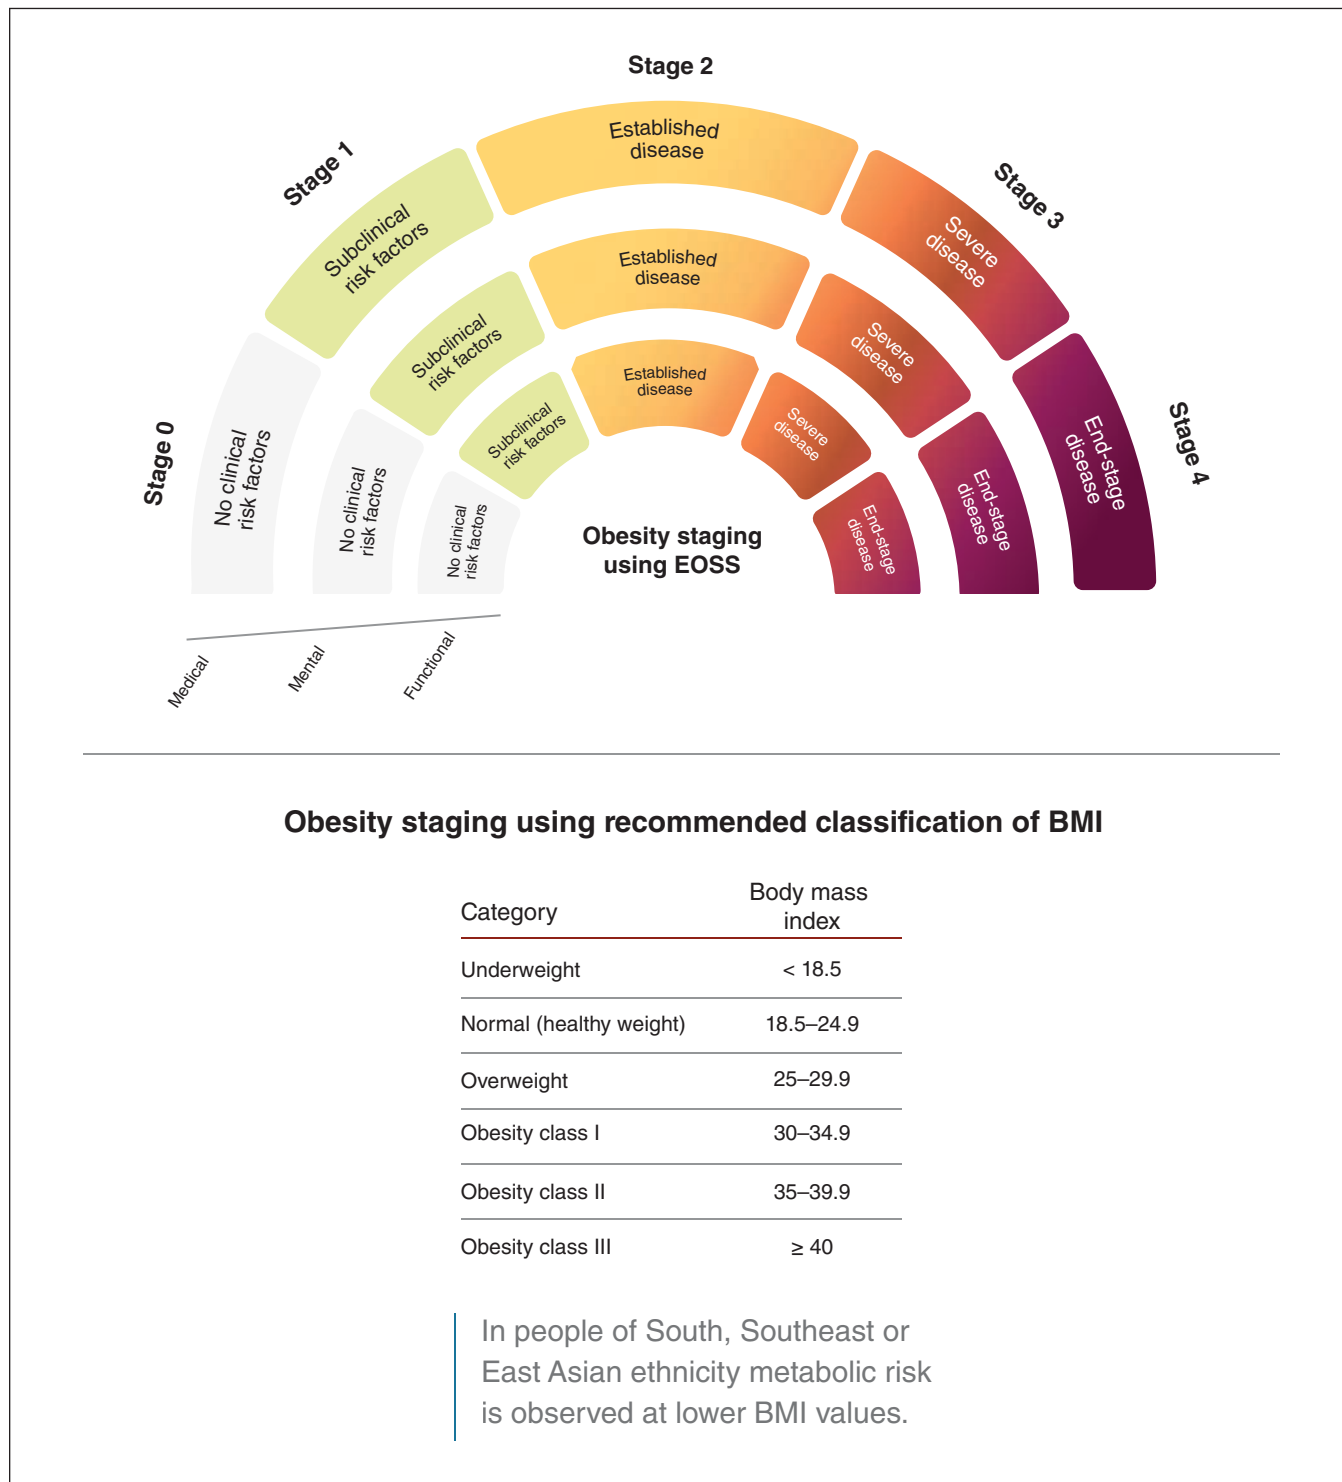 Stage 2
Stage 1
Stage 3
Stage 0
Stage 4
Established
disease
Subclinical
risk factors
Severe
disease
No clinical
risk factors
End-stage
disease
Established
disease
Subclinical
risk factors
Severe
disease
No clinical
risk factors
End-stage
disease
Established
disease
Subclinical
risk factors
Severe
disease
No clinical
risk factors
End-stage
disease
Obesity staging
using EOSS
Medical
Mental
Functional
Obesity staging using recommended classification of BMI
Category Body mass
index
Underweight < 18.5
Normal (healthy weight) 18.5–24.9
Overweight 25–29.9
Obesity class I 30–34.9
Obesity class II 35–39.9
Obesity class III ≥ 40
In people of South, Southeast or
East Asian ethnicity metabolic risk
is observed at lower BMI values.